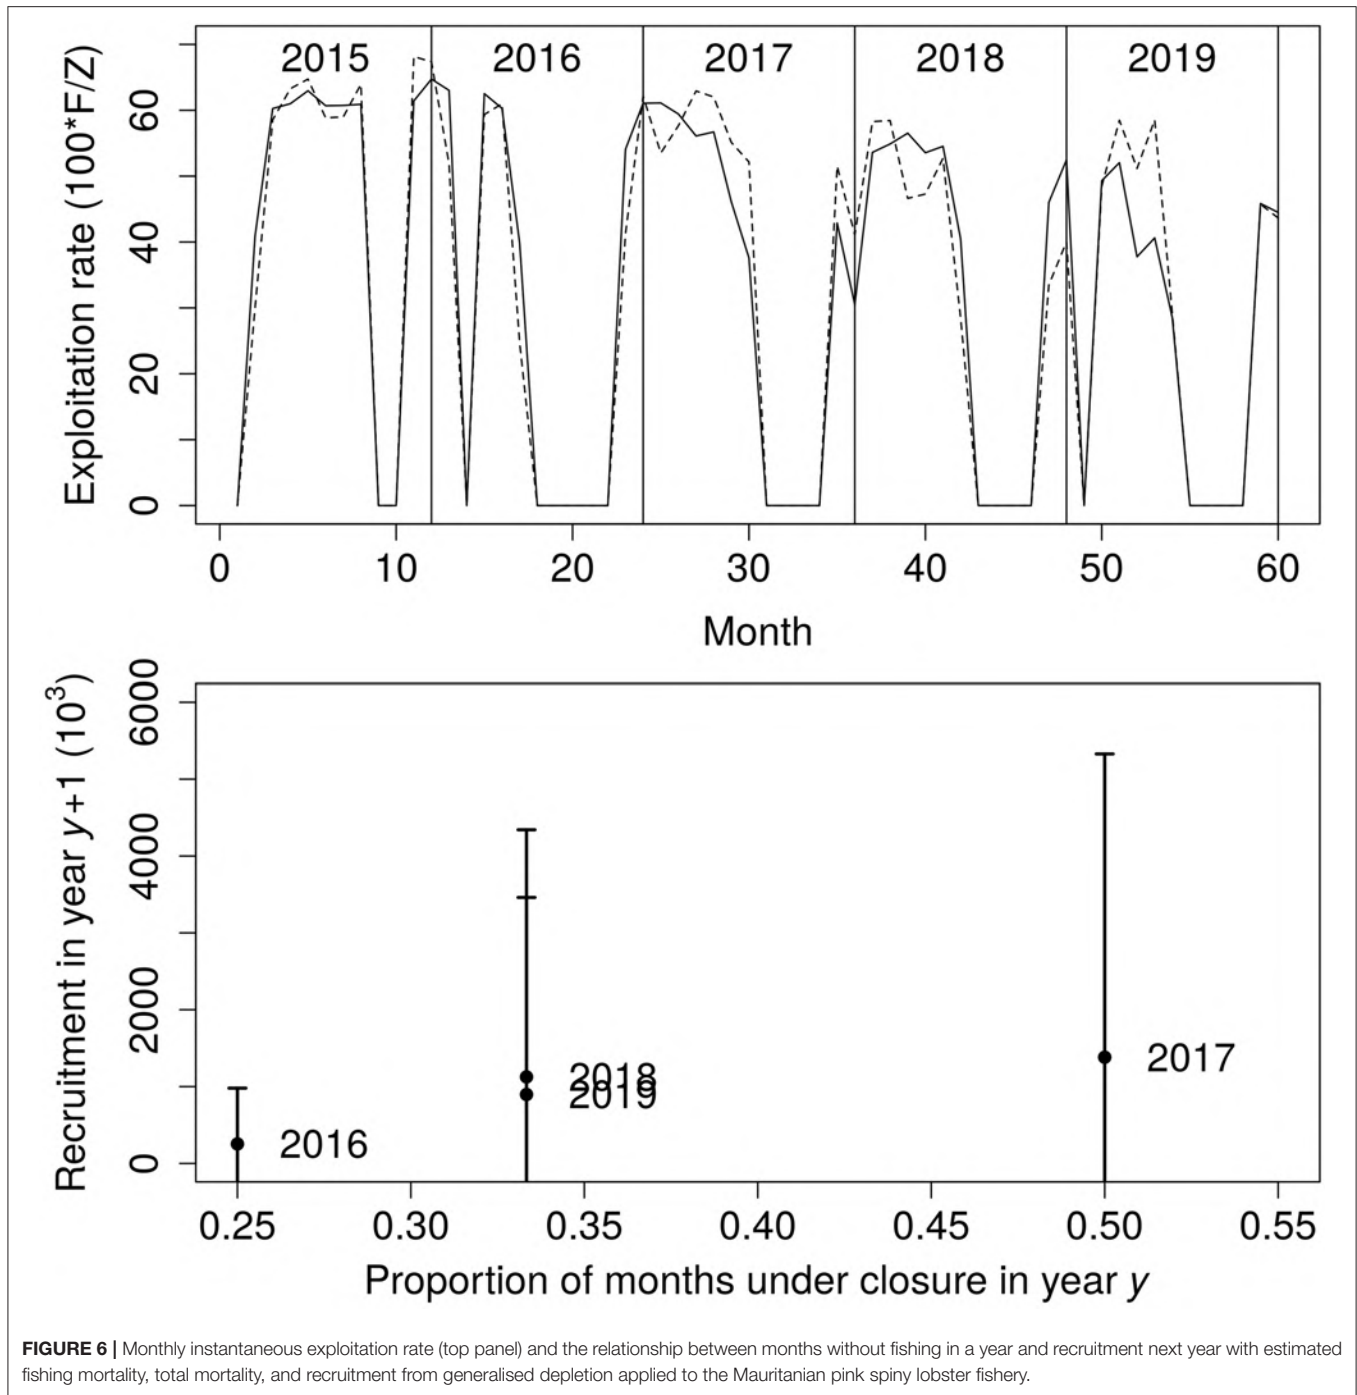 2015 2016 2017 2018 2019
Exploitation rate (100*F/Z)
60
40
20
0
0 10 20 30 40 50 60
Month
Recruitment in year y+1 (10³)
6000
4000
2000
0
2018
2019
2017
2016
0.25 0.30 0.35 0.40 0.45 0.50 0.55
Proportion of months under closure in year y
FIGURE 6 | Monthly instantaneous exploitation rate (top panel) and the relationship between months without fishing in a year and recruitment next year with estimated
fishing mortality, total mortality, and recruitment from generalised depletion applied to the Mauritanian pink spiny lobster fishery.